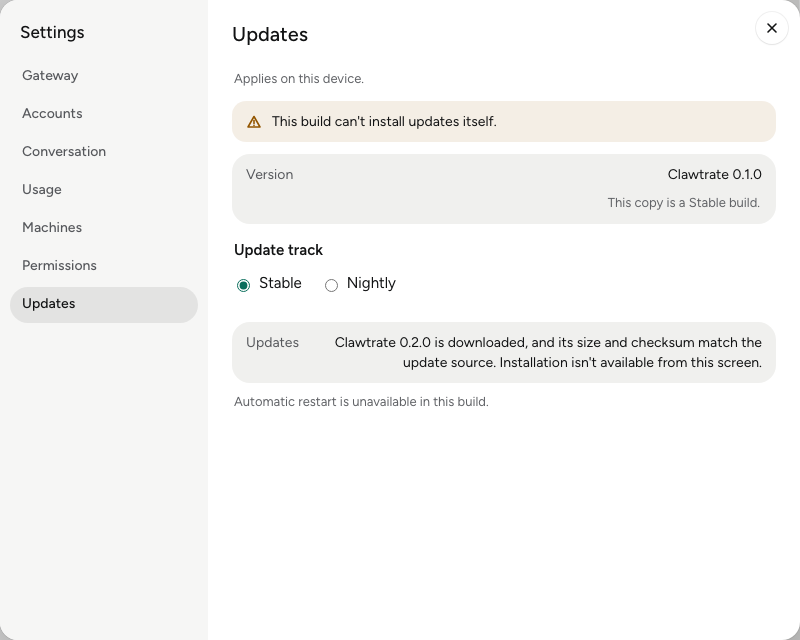 Settings
Gateway
Accounts
Conversation
Usage
Machines
Permissions
Updates
Updates
Applies on this device.
This build can't install updates itself.
Version
Clawtrate 0.1.0
This copy is a Stable build.
Update track
Stable
Nightly
Updates
Clawtrate 0.2.0 is downloaded, and its size and checksum match the
update source. Installation isn't available from this screen.
Automatic restart is unavailable in this build.